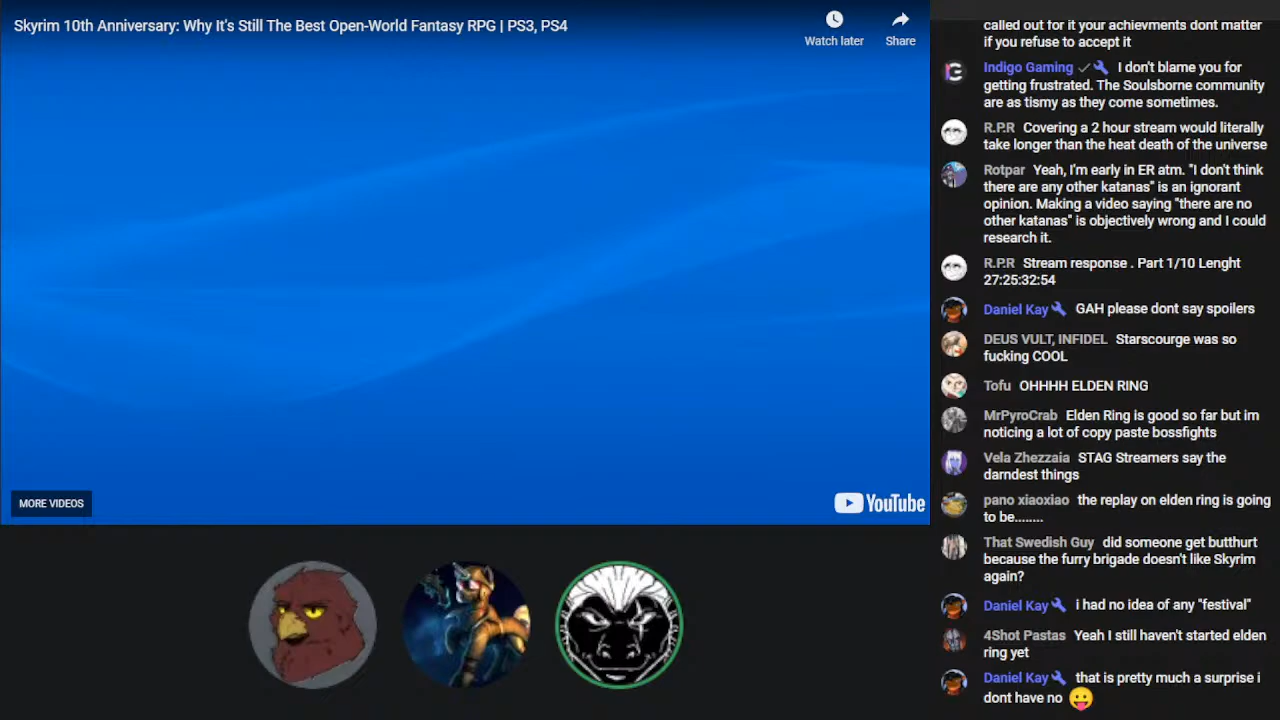 Skyrim 10th Anniversary: Why It's Still The Best Open-World Fantasy RPG | PS3, PS4
Watch later
Share
MORE VIDEOS
YouTube
called out for it your achievments dont matter
if you refuse to accept it
Indigo Gaming I don't blame you for
getting frustrated. The Soulsborne community
are as tismy as they come sometimes.
R.P.R Covering a 2 hour stream would literally
take longer than the heat death of the universe
Rotpar Yeah, I'm early in ER atm. "I don't think
there are any other katanas" is an ignorant
opinion. Making a video saying "there are no
other katanas" is objectively wrong and I could
research it.
R.P.R Stream response . Part 1/10 Lenght
27:25:32:54
Daniel Kay GAH please dont say spoilers
DEUS VULT, INFIDEL Starscourge was so
fucking COOL
Tofu OHHHH ELDEN RING
MrPyroCrab Elden Ring is good so far but im
noticing a lot of copy paste bossfights
Vela Zhezzaia STAG Streamers say the
darndest things
pano xiaoxiao the replay on elden ring is going
to be........
That Swedish Guy did someone get butthurt
because the furry brigade doesn't like Skyrim
again?
Daniel Kay i had no idea of any "festival"
4Shot Pastas Yeah I still haven't started elden
ring yet
Daniel Kay that is pretty much a surprise i
dont have no